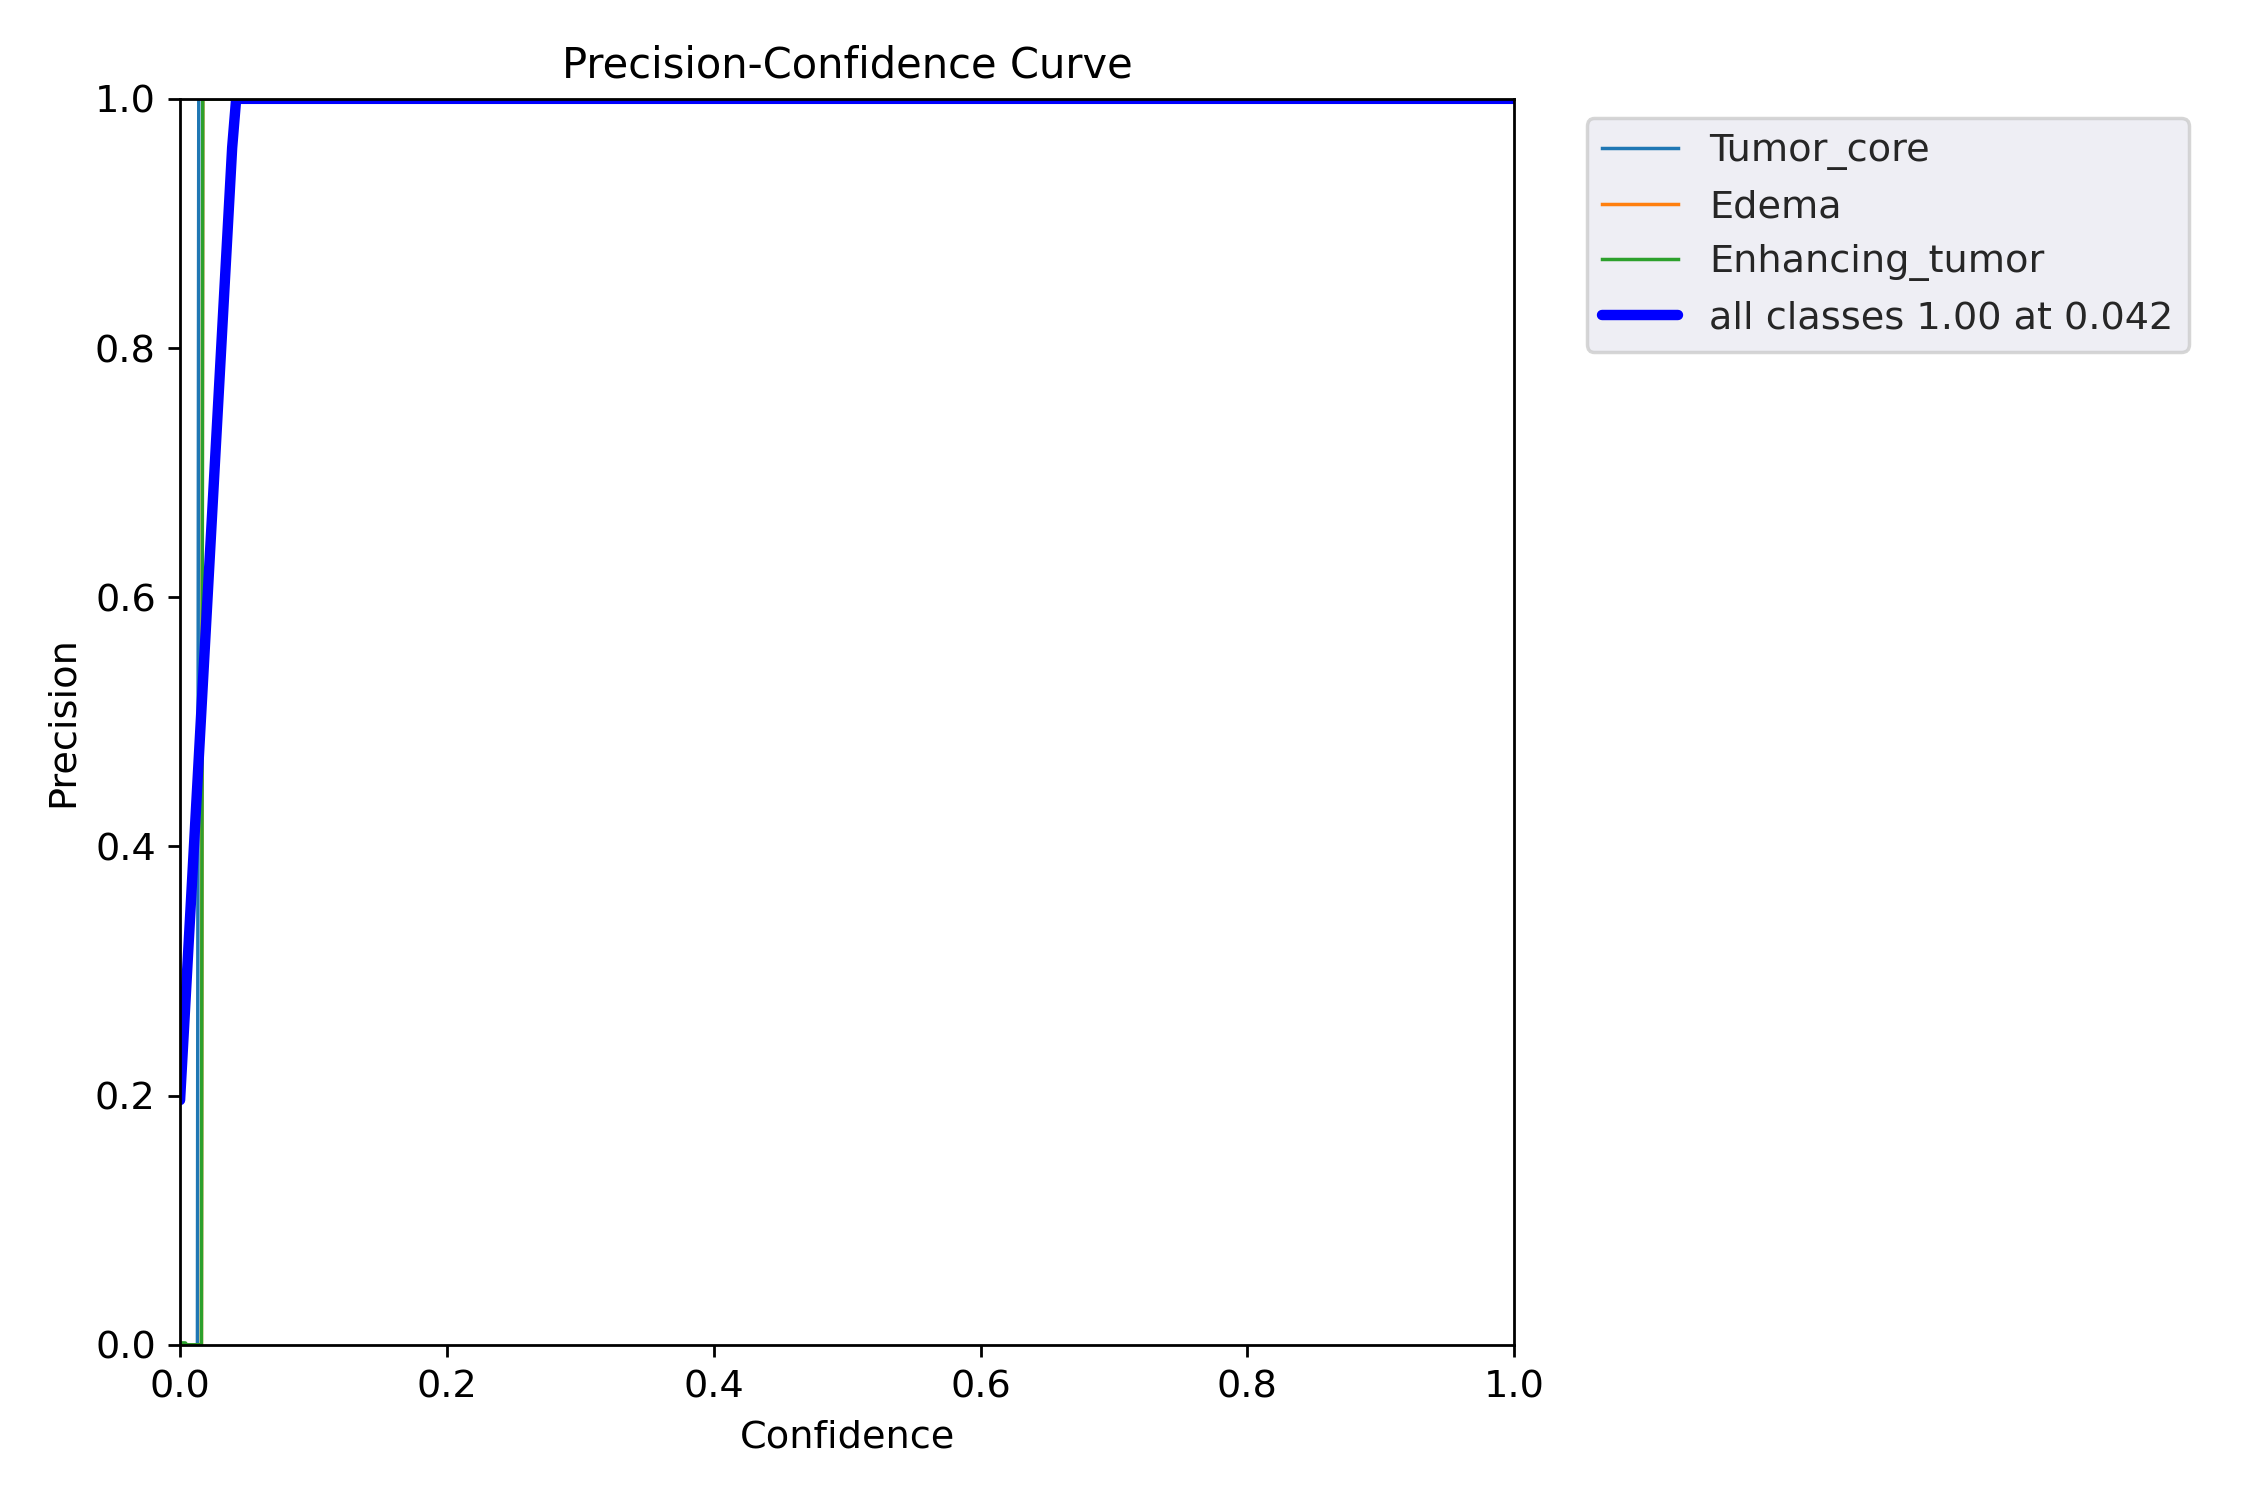 Precision-Confidence Curve
1.0
0.8
0.6
0.4
0.2
0.0
Precision
0.0 0.2 0.4 0.6 0.8 1.0
Confidence
Tumor_core
Edema
Enhancing_tumor
all classes 1.00 at 0.042